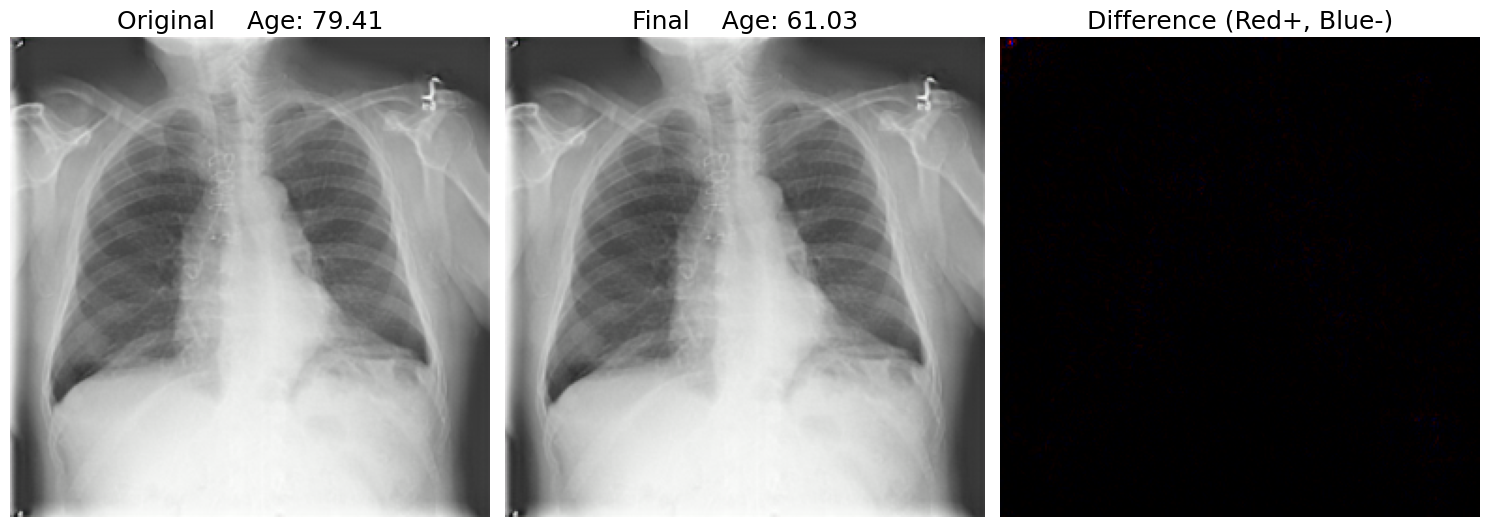 Original    Age: 79.41
Final    Age: 61.03
Difference (Red+, Blue-)